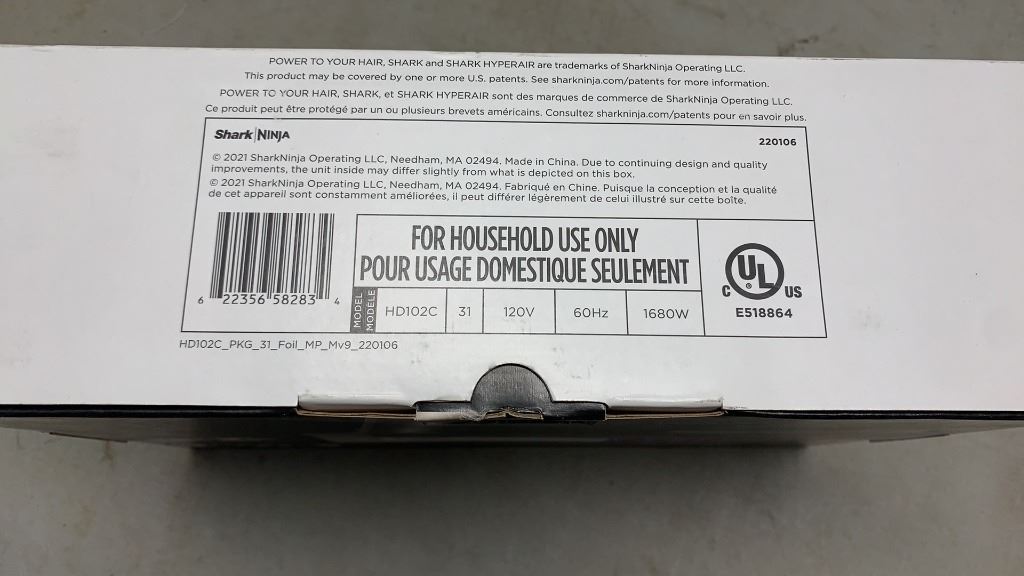 POWER TO YOUR HAIR, SHARK and SHARK HYPERAIR are trademarks of SharkNinja Operating LLC.
This product may be covered by one or more U.S. patents. See sharkninja.com/patents for more information.
POWER TO YOUR HAIR, SHARK, et SHARK HYPERAIR sont des marques de commerce de SharkNinja Operating LLC.
Ce produit peut être protégé par un ou plusieurs brevets américains. Consultez sharkninja.com/patents pour en savoir plus.
Shark | NINJA
220106
© 2021 SharkNinja Operating LLC, Needham, MA 02494. Made in China. Due to continuing design and quality
improvements, the unit inside may differ slightly from what is depicted on this box.
© 2021 SharkNinja Operating LLC, Needham, MA 02494. Fabriqué en Chine. Puisque la conception et la qualité
de cet appareil sont constamment améliorées, il peut différer légèrement de celui illustré sur cette boîte.
6 22356 58283 4
FOR HOUSEHOLD USE ONLY
POUR USAGE DOMESTIQUE SEULEMENT
MODEL
MODÈLE
HD102C 31 120V 60Hz 1680W
C UL ® US
E518864
HD102C_PKG_31_Foil_MP_Mv9_220106